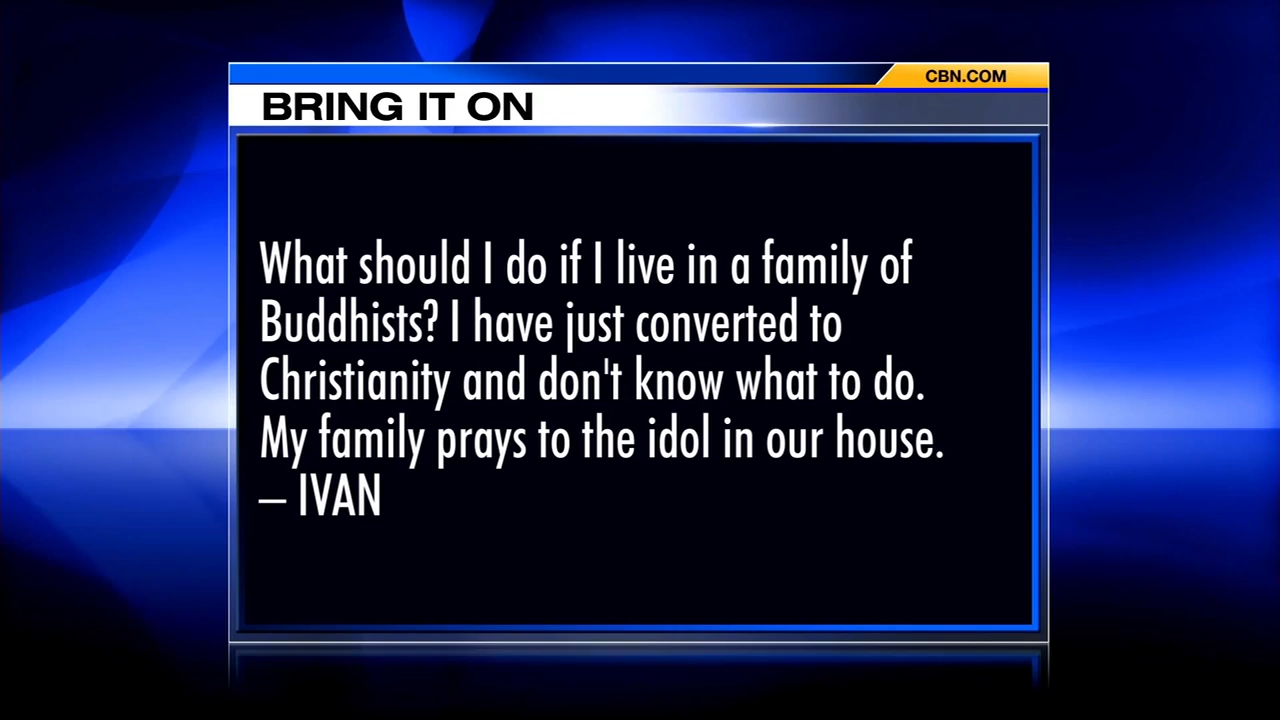 CBN.COM
BRING IT ON
What should I do if I live in a family of
Buddhists? I have just converted to
Christianity and don't know what to do.
My family prays to the idol in our house.
– IVAN